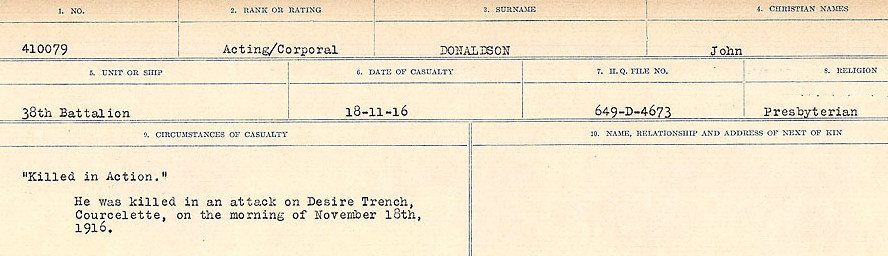 1. NO. 2. RANK OR RATING 3. SURNAME 4. CHRISTIAN NAMES
410079 Acting/Corporal DONALDSON John
5. UNIT OR SHIP 6. DATE OF CASUALTY 7. H. Q. FILE NO. 8. RELIGION
38th Battalion 18-11-16 649-D-4673 Presbyterian
9. CIRCUMSTANCES OF CASUALTY 10. NAME, RELATIONSHIP AND ADDRESS OF NEXT OF KIN
"Killed in Action."
He was killed in an attack on Desire Trench,
Courcelette, on the morning of November 18th,
1916.